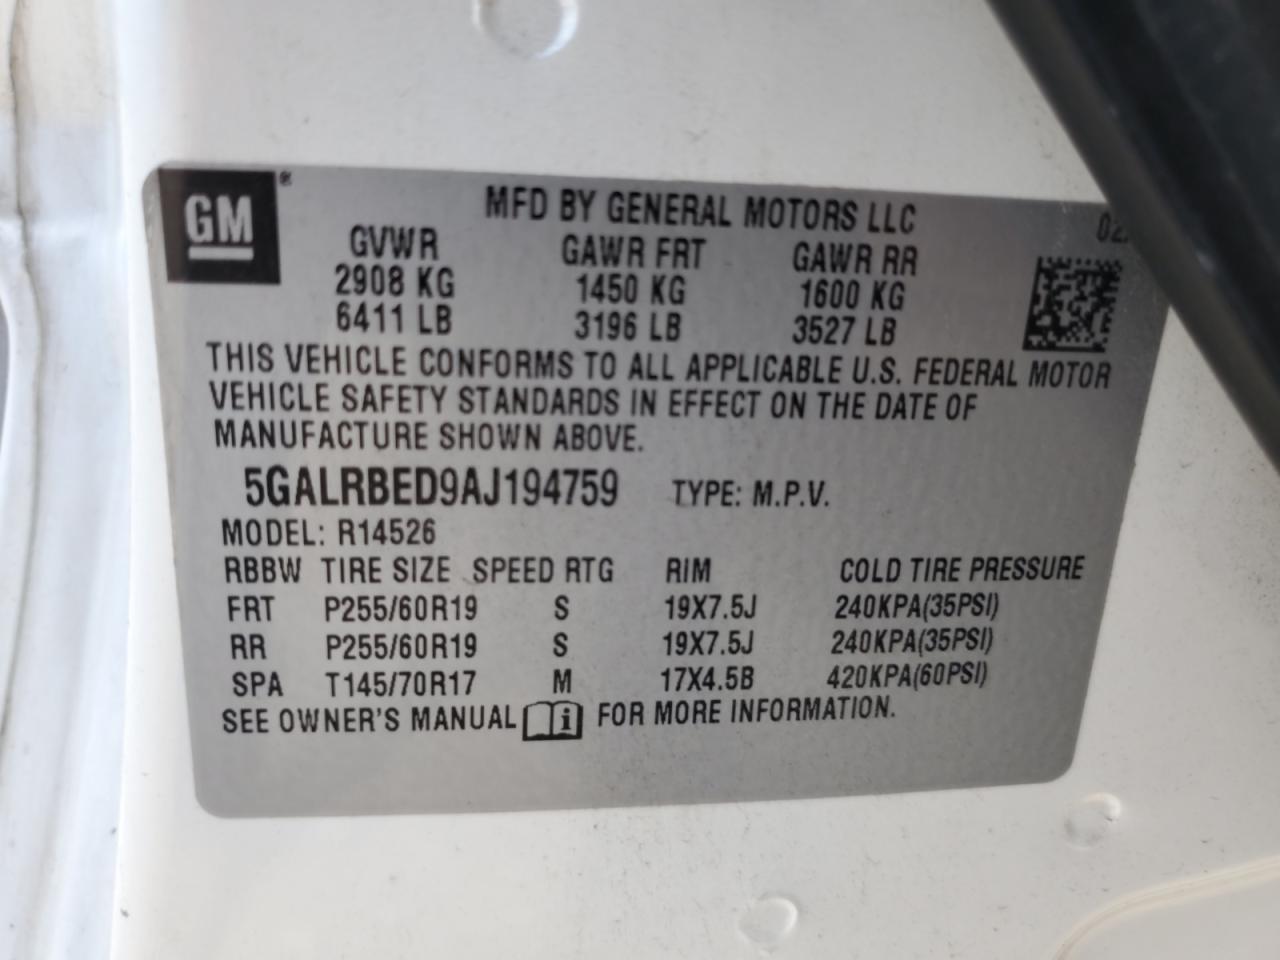 GM®
MFD BY GENERAL MOTORS LLC
GVWR GAWR FRT GAWR RR
2908 KG 1450 KG 1600 KG
6411 LB 3196 LB 3527 LB
THIS VEHICLE CONFORMS TO ALL APPLICABLE U.S. FEDERAL MOTOR
VEHICLE SAFETY STANDARDS IN EFFECT ON THE DATE OF
MANUFACTURE SHOWN ABOVE.
5GALRBED9AJ194759 TYPE: M.P.V.
MODEL: R14526
RBBW TIRE SIZE SPEED RTG RIM COLD TIRE PRESSURE
FRT P255/60R19 S 19X7.5J 240KPA(35PSI)
RR P255/60R19 S 19X7.5J 240KPA(35PSI)
SPA T145/70R17 M 17X4.5B 420KPA(60PSI)
SEE OWNER'S MANUAL i FOR MORE INFORMATION.